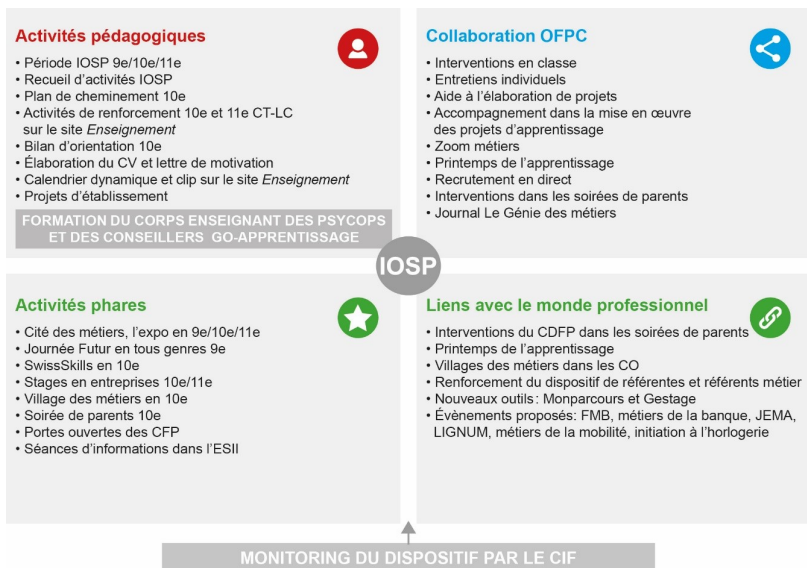 Activités pédagogiques
• Période IOSP 9e/10e/11e
• Recueil d'activités IOSP
• Plan de cheminement 10e
• Activités de renforcement 10e et 11e CT-LC
sur le site Enseignement
• Bilan d'orientation 10e
• Élaboration du CV et lettre de motivation
• Calendrier dynamique et clip sur le site Enseignement
• Projets d'établissement
FORMATION DU CORPS ENSEIGNANT DES PSYCOPS
ET DES CONSEILLERS GO-APPRENTISSAGE
Collaboration OFPC
• Interventions en classe
• Entretiens individuels
• Aide à l'élaboration de projets
• Accompagnement dans la mise en œuvre
des projets d'apprentissage
• Zoom métiers
• Printemps de l'apprentissage
• Recrutement en direct
• Interventions dans les soirées de parents
• Journal Le Génie des métiers
IOSP
Activités phares
• Cité des métiers, l'expo en 9e/10e/11e
• Journée Futur en tous genres 9e
• SwissSkills en 10e
• Stages en entreprises 10e/11e
• Village des métiers en 10e
• Soirée de parents 10e
• Portes ouvertes des CFP
• Séances d'informations dans l'ESII
Liens avec le monde professionnel
• Interventions du CDFP dans les soirées de parents
• Printemps de l'apprentissage
• Villages des métiers dans les CO
• Renforcement du dispositif de référentes et référents métier
• Nouveaux outils : Monparcours et Gestage
• Évènements proposés: FMB, métiers de la banque, JEMA,
LIGNUM, métiers de la mobilité, initiation à l'horlogerie
MONITORING DU DISPOSITIF PAR LE CIF